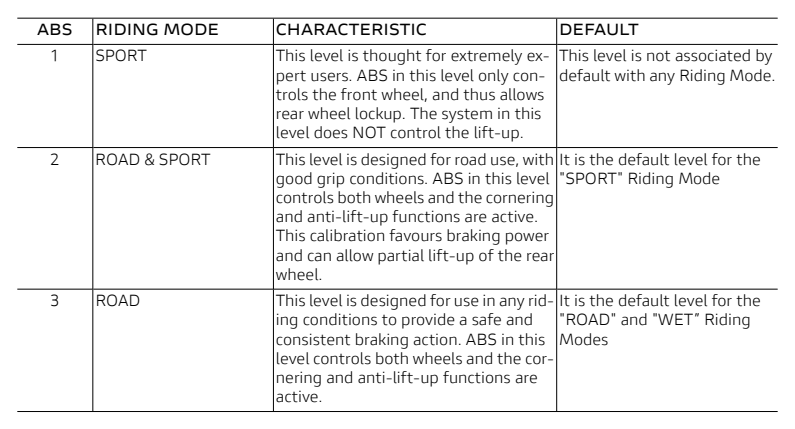 ABS RIDING MODE CHARACTERISTIC DEFAULT
1 SPORT This level is thought for extremely ex- This level is not associated by
pert users. ABS in this level only con- default with any Riding Mode.
trols the front wheel, and thus allows
rear wheel lockup. The system in this
level does NOT control the lift-up.
2 ROAD & SPORT This level is designed for road use, with It is the default level for the
good grip conditions. ABS in this level "SPORT" Riding Mode
controls both wheels and the cornering
and anti-lift-up functions are active.
This calibration favours braking power
and can allow partial lift-up of the rear
wheel.
3 ROAD This level is designed for use in any rid- It is the default level for the
ing conditions to provide a safe and "ROAD" and "WET” Riding
consistent braking action. ABS in this Modes
level controls both wheels and the cor-
nering and anti-lift-up functions are
active.